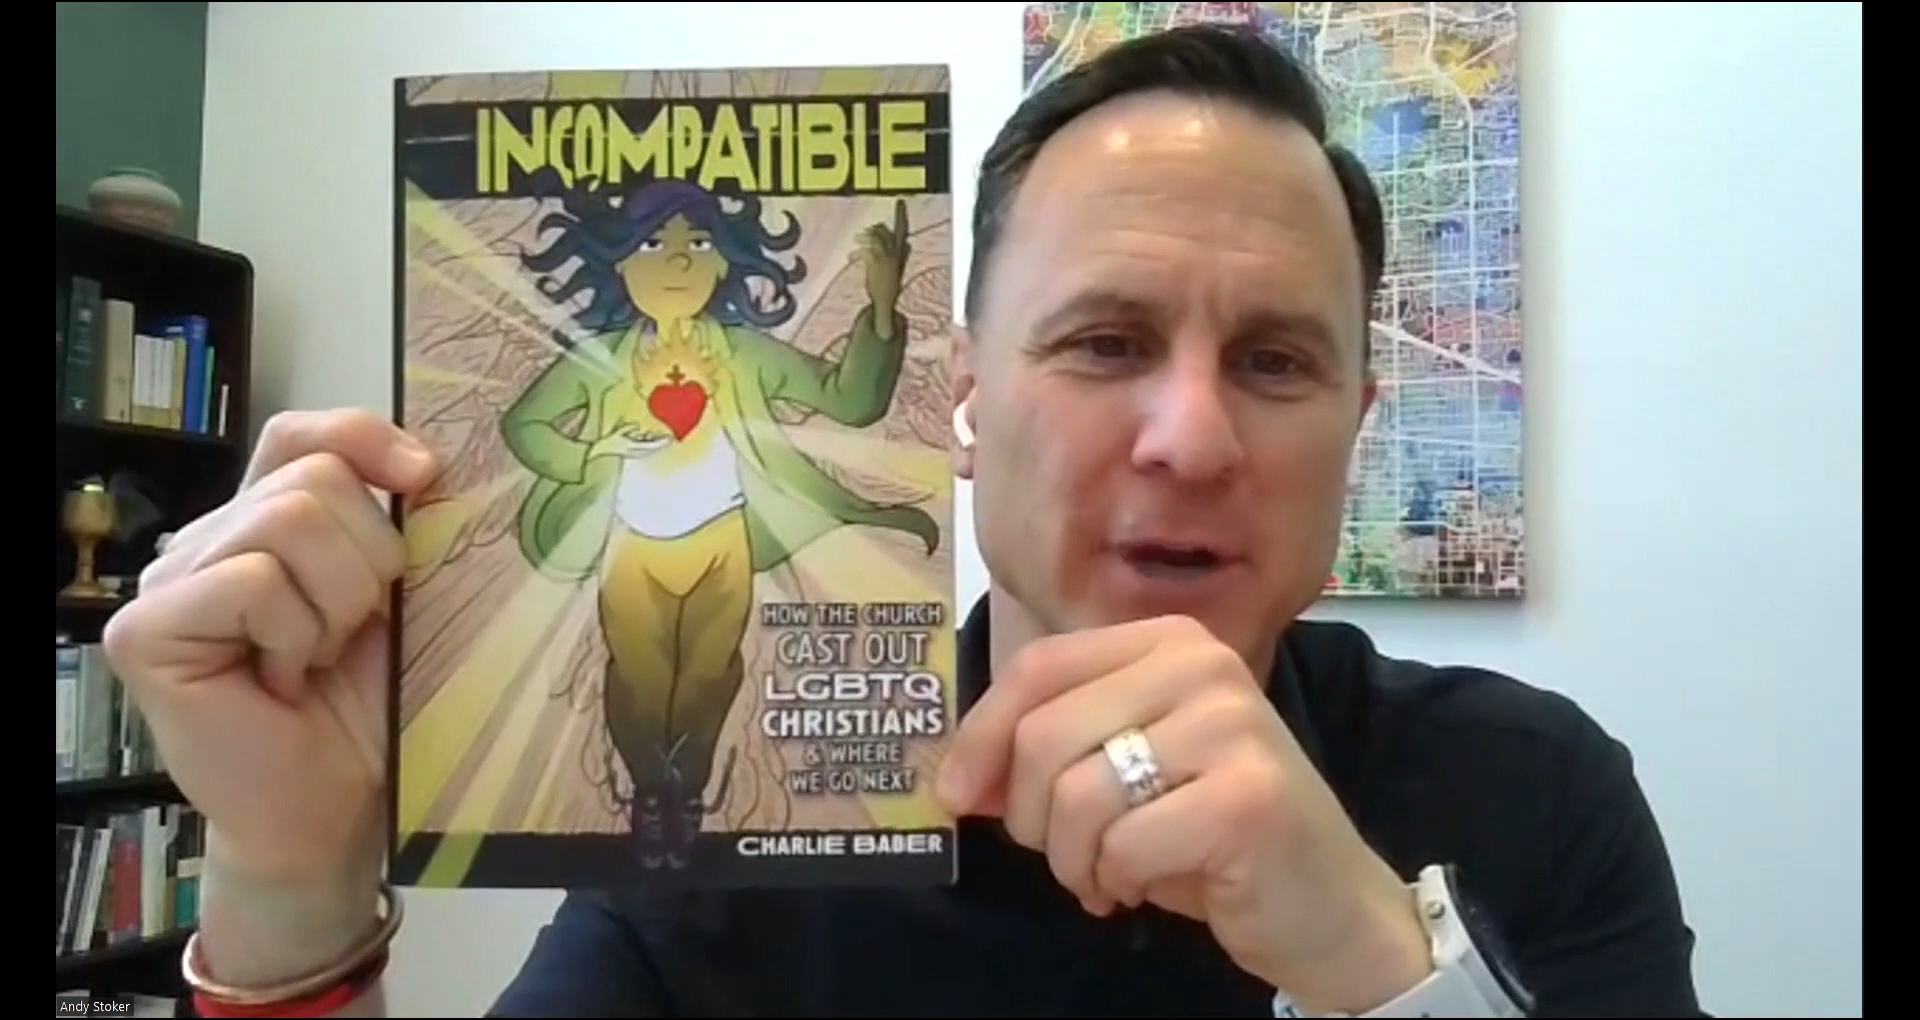 INCOMPATIBLE
HOW THE CHURCH
CAST OUT
LGBTQ
CHRISTIANS
& WHERE
WE GO NEXT
CHARLIE BABER
Andy Stoker